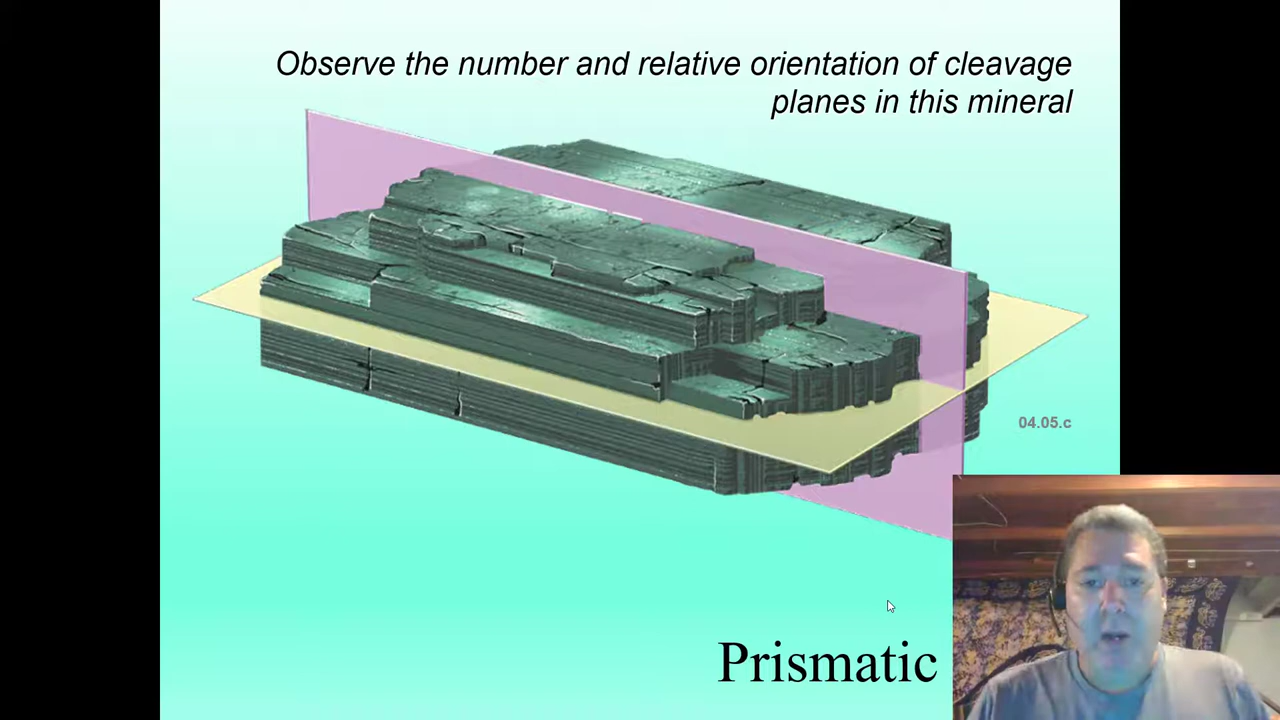 Observe the number and relative orientation of cleavage
planes in this mineral
04.05.c
Prismatic